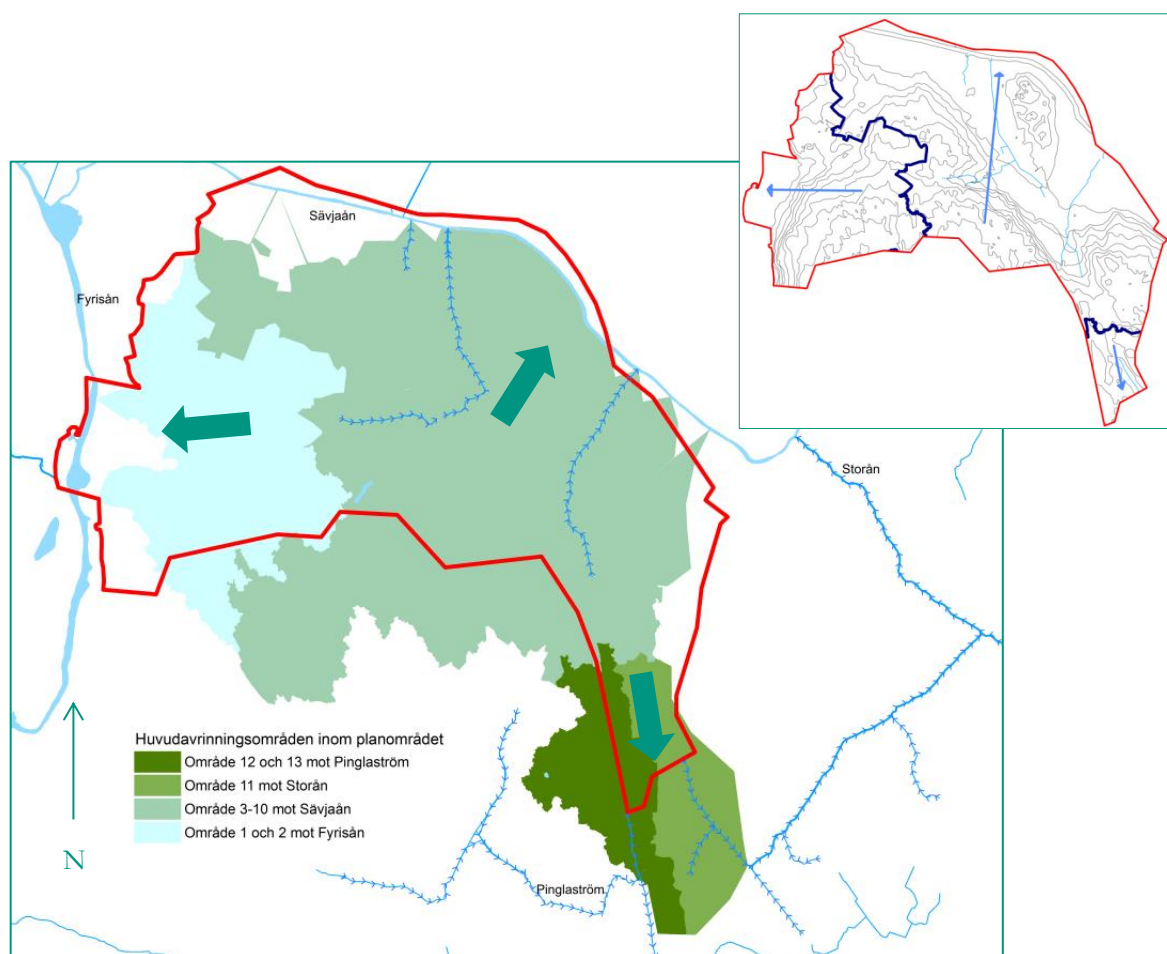 Sävjaån
Fyrisån
Storån
Huvudavrinningsområden inom planområdet
Område 12 och 13 mot Pinglaström
Område 11 mot Storån
Område 3-10 mot Sävjaån
Område 1 och 2 mot Fyrisån
N
Pinglaström